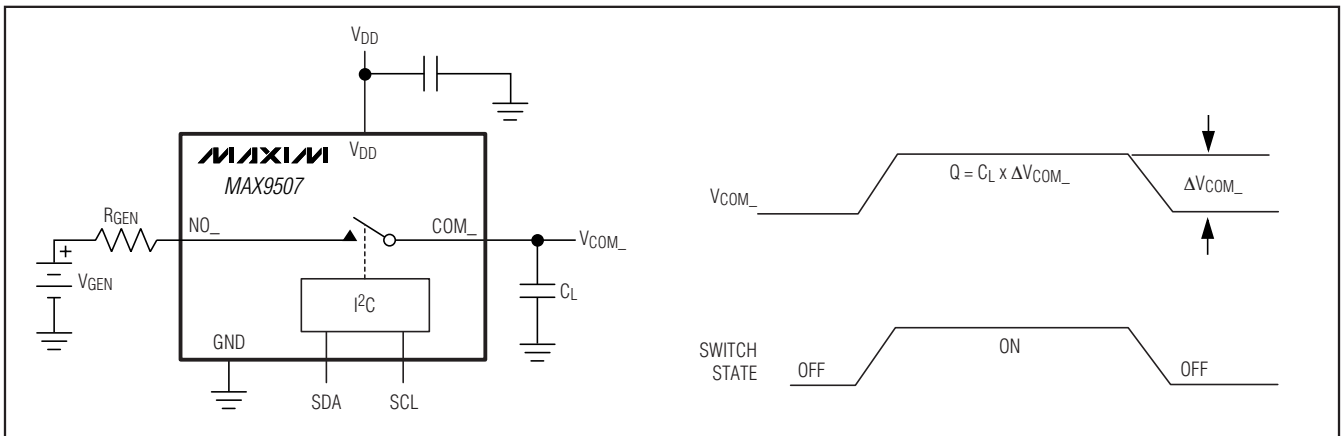 VDD
VDD
MAXIM
MAX9507
RGEN
NO_
COM_
VCOM_
+
VGEN
I2C
CL
GND
SDA
SCL
VCOM_
Q = CL x ΔVCOM_
ΔVCOM_
SWITCH
STATE
OFF
ON
OFF